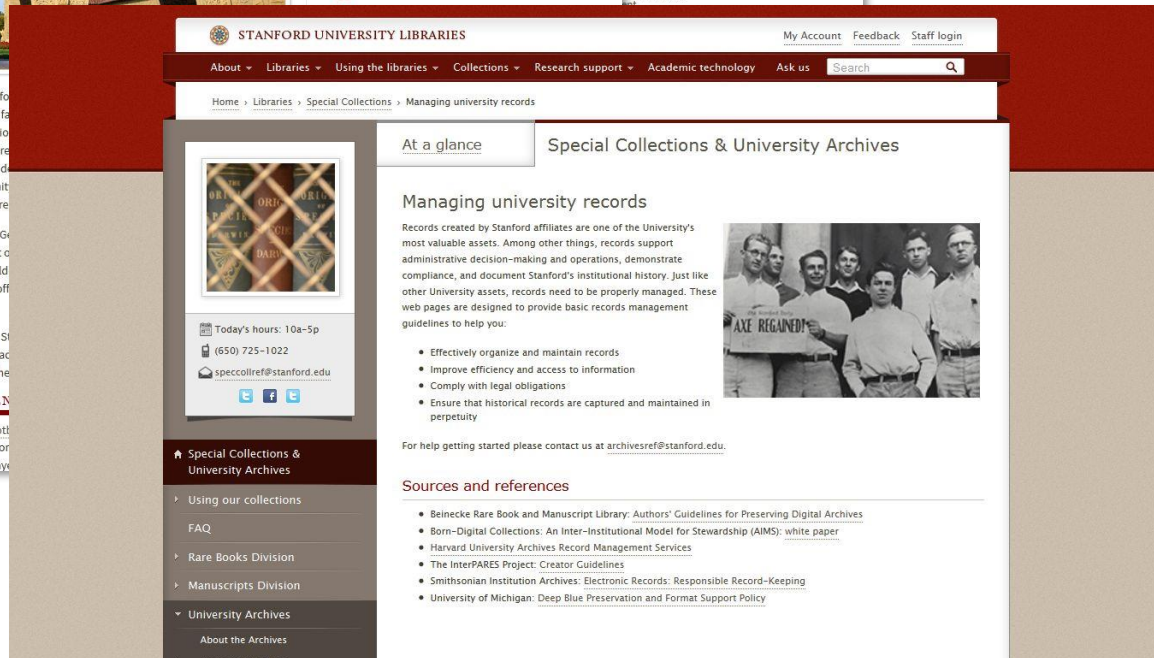 STANFORD UNIVERSITY LIBRARIES
My Account Feedback Staff login
About Libraries Using the libraries Collections Research support Academic technology Ask us Search
Home › Libraries › Special Collections › Managing university records
At a glance
Special Collections & University Archives
Managing university records
Records created by Stanford affiliates are one of the University's
most valuable assets. Among other things, records support
administrative decision-making and operations, demonstrate
compliance, and document Stanford's institutional history. Just like
other University assets, records need to be properly managed. These
web pages are designed to provide basic records management
guidelines to help you:
• Effectively organize and maintain records
• Improve efficiency and access to information
• Comply with legal obligations
• Ensure that historical records are captured and maintained in
perpetuity
For help getting started please contact us at archivesref@stanford.edu.
AXE REGAINED!
Sources and references
• Beinecke Rare Book and Manuscript Library: Authors' Guidelines for Preserving Digital Archives
• Born-Digital Collections: An Inter-Institutional Model for Stewardship (AIMS): white paper
• Harvard University Archives Record Management Services
• The InterPARES Project: Creator Guidelines
• Smithsonian Institution Archives: Electronic Records: Responsible Record-Keeping
• University of Michigan: Deep Blue Preservation and Format Support Policy
ORIGIN
SPECIES
DARWIN
Today's hours: 10a-5p
(650) 725-1022
speccollref@stanford.edu
Special Collections &
University Archives
Using our collections
FAQ
Rare Books Division
Manuscripts Division
University Archives
About the Archives